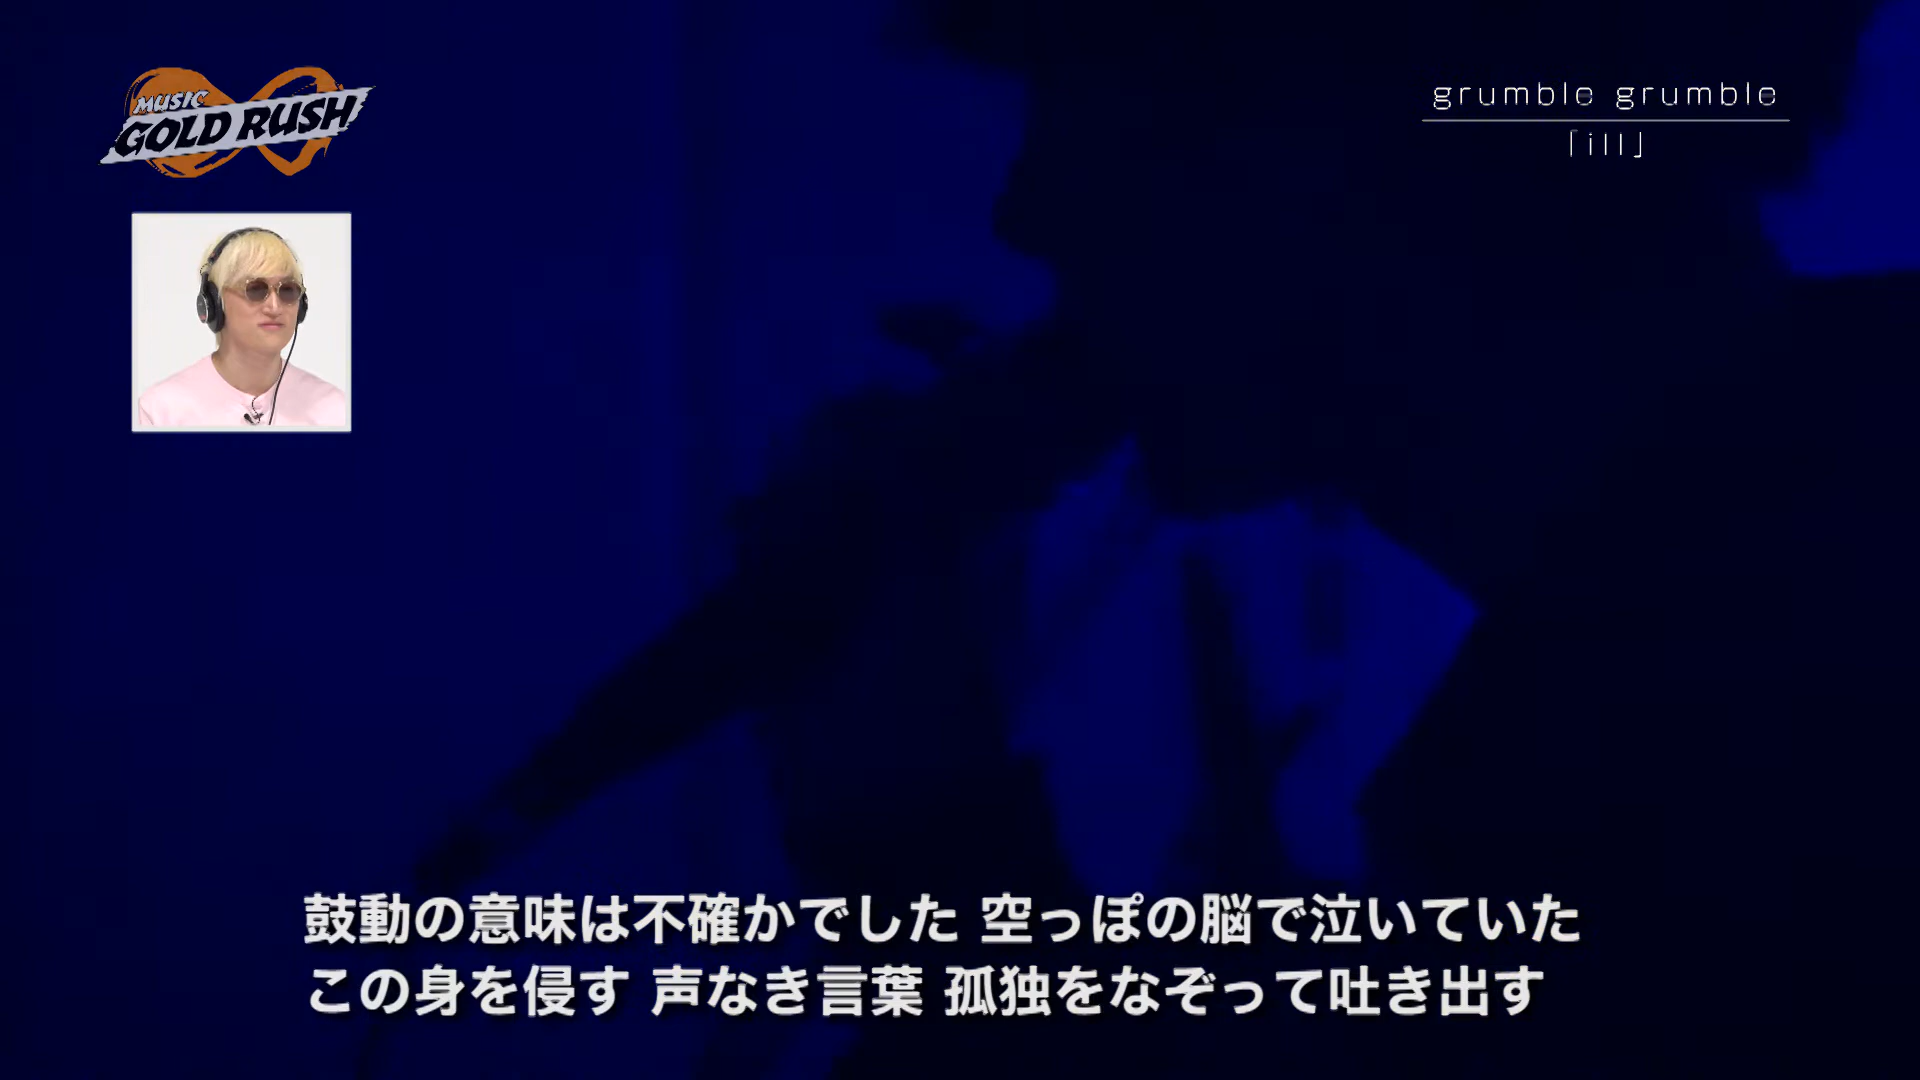 MUSIC
GOLD RUSH
grumble grumble
「ill」
鼓動の意味は不確かでした 空っぽの脳で泣いていた
この身を侵す 声なき言葉 孤独をなぞって吐き出す